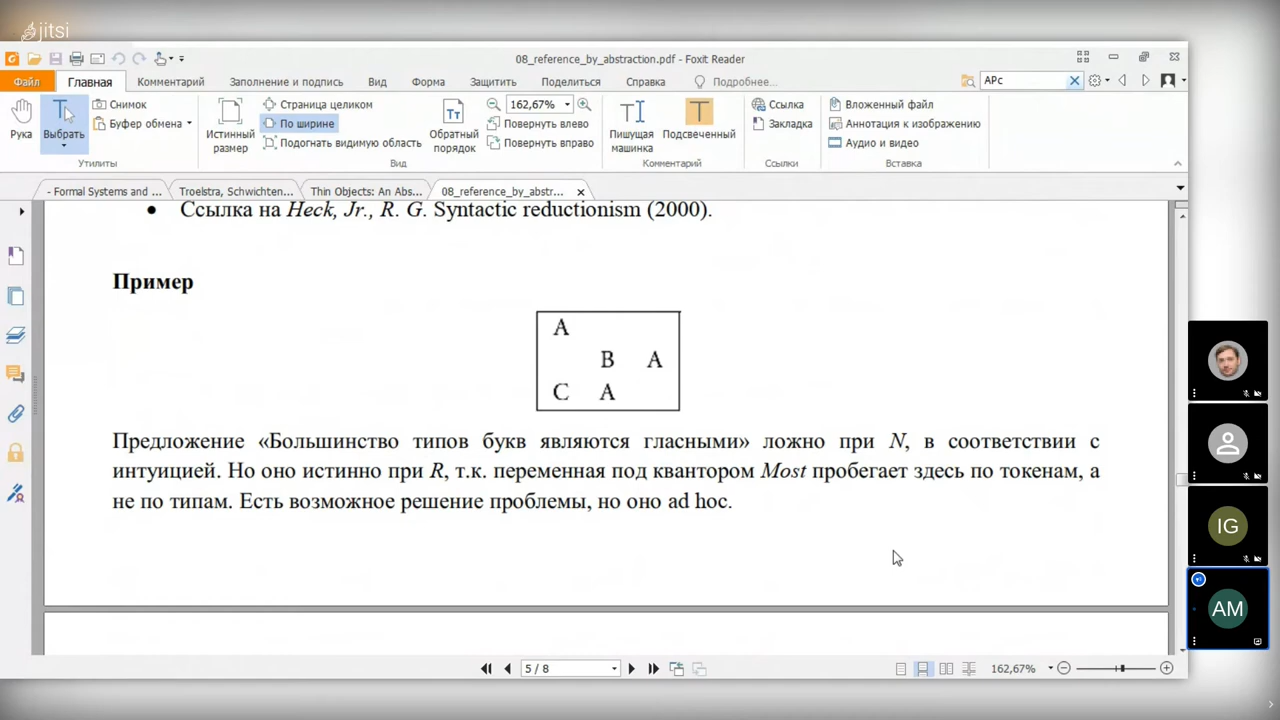 jitsi
08_reference_by_abstraction.pdf - Foxit Reader
Файл Главная Комментарий Заполнение и подпись Вид Форма Защитить Поделиться Справка Подробнее... APc
Рука
Выбрать
Снимок
Буфер обмена
Утилиты
Истинный размер
Страница целиком
По ширине
Подогнать видимую область
Обратный порядок
162,67%
Повернуть влево
Повернуть вправо
Вид
Пишущая машинка
Подсвеченный
Комментарий
Ссылка
Закладка
Ссылки
Вложенный файл
Аннотация к изображению
Аудио и видео
Вставка
- Formal Systems and ... Troelstra, Schwichten... Thin Objects: An Abs... 08_reference_by_abstr...
• Ссылка на Heck, Jr., R. G. Syntactic reductionism (2000).
Пример
A
B A
C A
Предложение «Большинство типов букв являются гласными» ложно при N, в соответствии с
интуицией. Но оно истинно при R, т.к. переменная под квантором Most пробегает здесь по токенам, а
не по типам. Есть возможное решение проблемы, но оно ad hoc.
IG
AM
5 / 8
162,67%